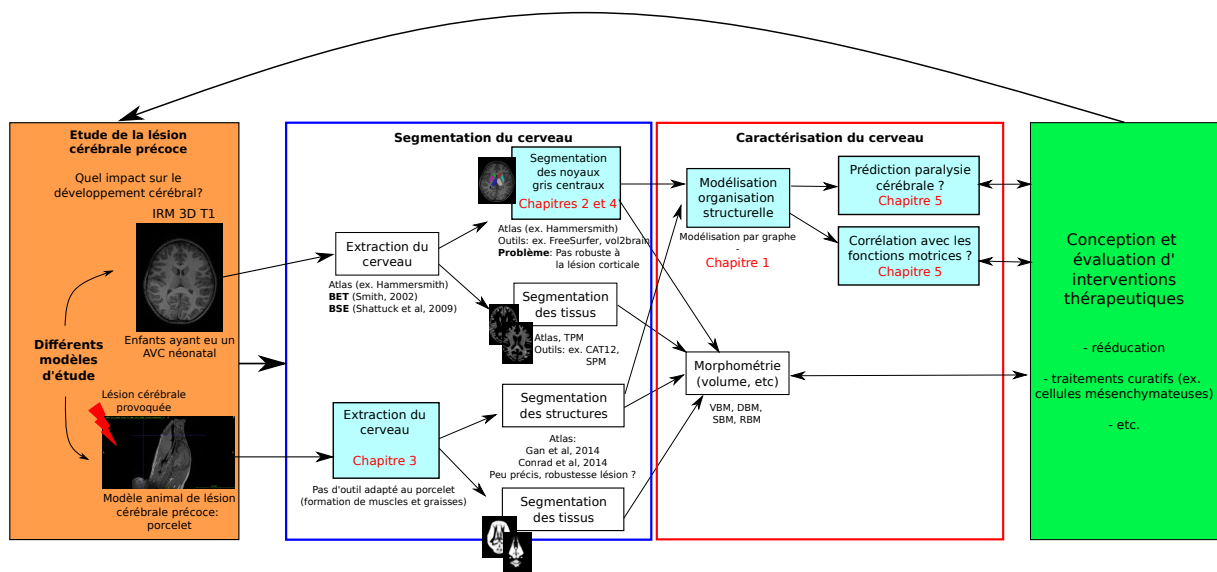 Etude de la lésion
cérébrale précoce
Quel impact sur le
développement cérébral?
IRM 3D T1
Enfants ayant eu un
AVC néonatal
Différents
modèles
d'étude
Lésion cérébrale
provoquée
Modèle animal de lésion
cérébrale précoce:
porcelet
Segmentation du cerveau
Extraction du
cerveau
Atlas (ex. Hammersmith)
BET (Smith, 2002)
BSE (Shattuck et al, 2009)
Segmentation
des noyaux
gris centraux
Chapitres 2 et 4
Atlas (ex. Hammersmith)
Outils: ex. FreeSurfer, vol2brain
Problème: Pas robuste à
la lésion corticale
Segmentation
des tissus
Atlas, TPM
Outils: ex. CAT12,
SPM
Extraction du
cerveau
Chapitre 3
Pas d'outil adapté au porcelet
(formation de muscles et graisses)
Segmentation
des structures
Atlas:
Gan et al, 2014
Conrad et al, 2014
Peu précis, robustesse lésion ?
Segmentation
des tissus
Caractérisation du cerveau
Modélisation
organisation
structurelle
Modélisation par graphe
-
Chapitre 1
Prédiction paralysie
cérébrale ?
Chapitre 5
Corrélation avec les
fonctions motrices ?
Chapitre 5
Morphométrie
(volume, etc)
VBM, DBM,
SBM, RBM
Conception et
évaluation d'
interventions
thérapeutiques
- rééducation
- traitements curatifs (ex.
cellules mésenchymateuses)
- etc.